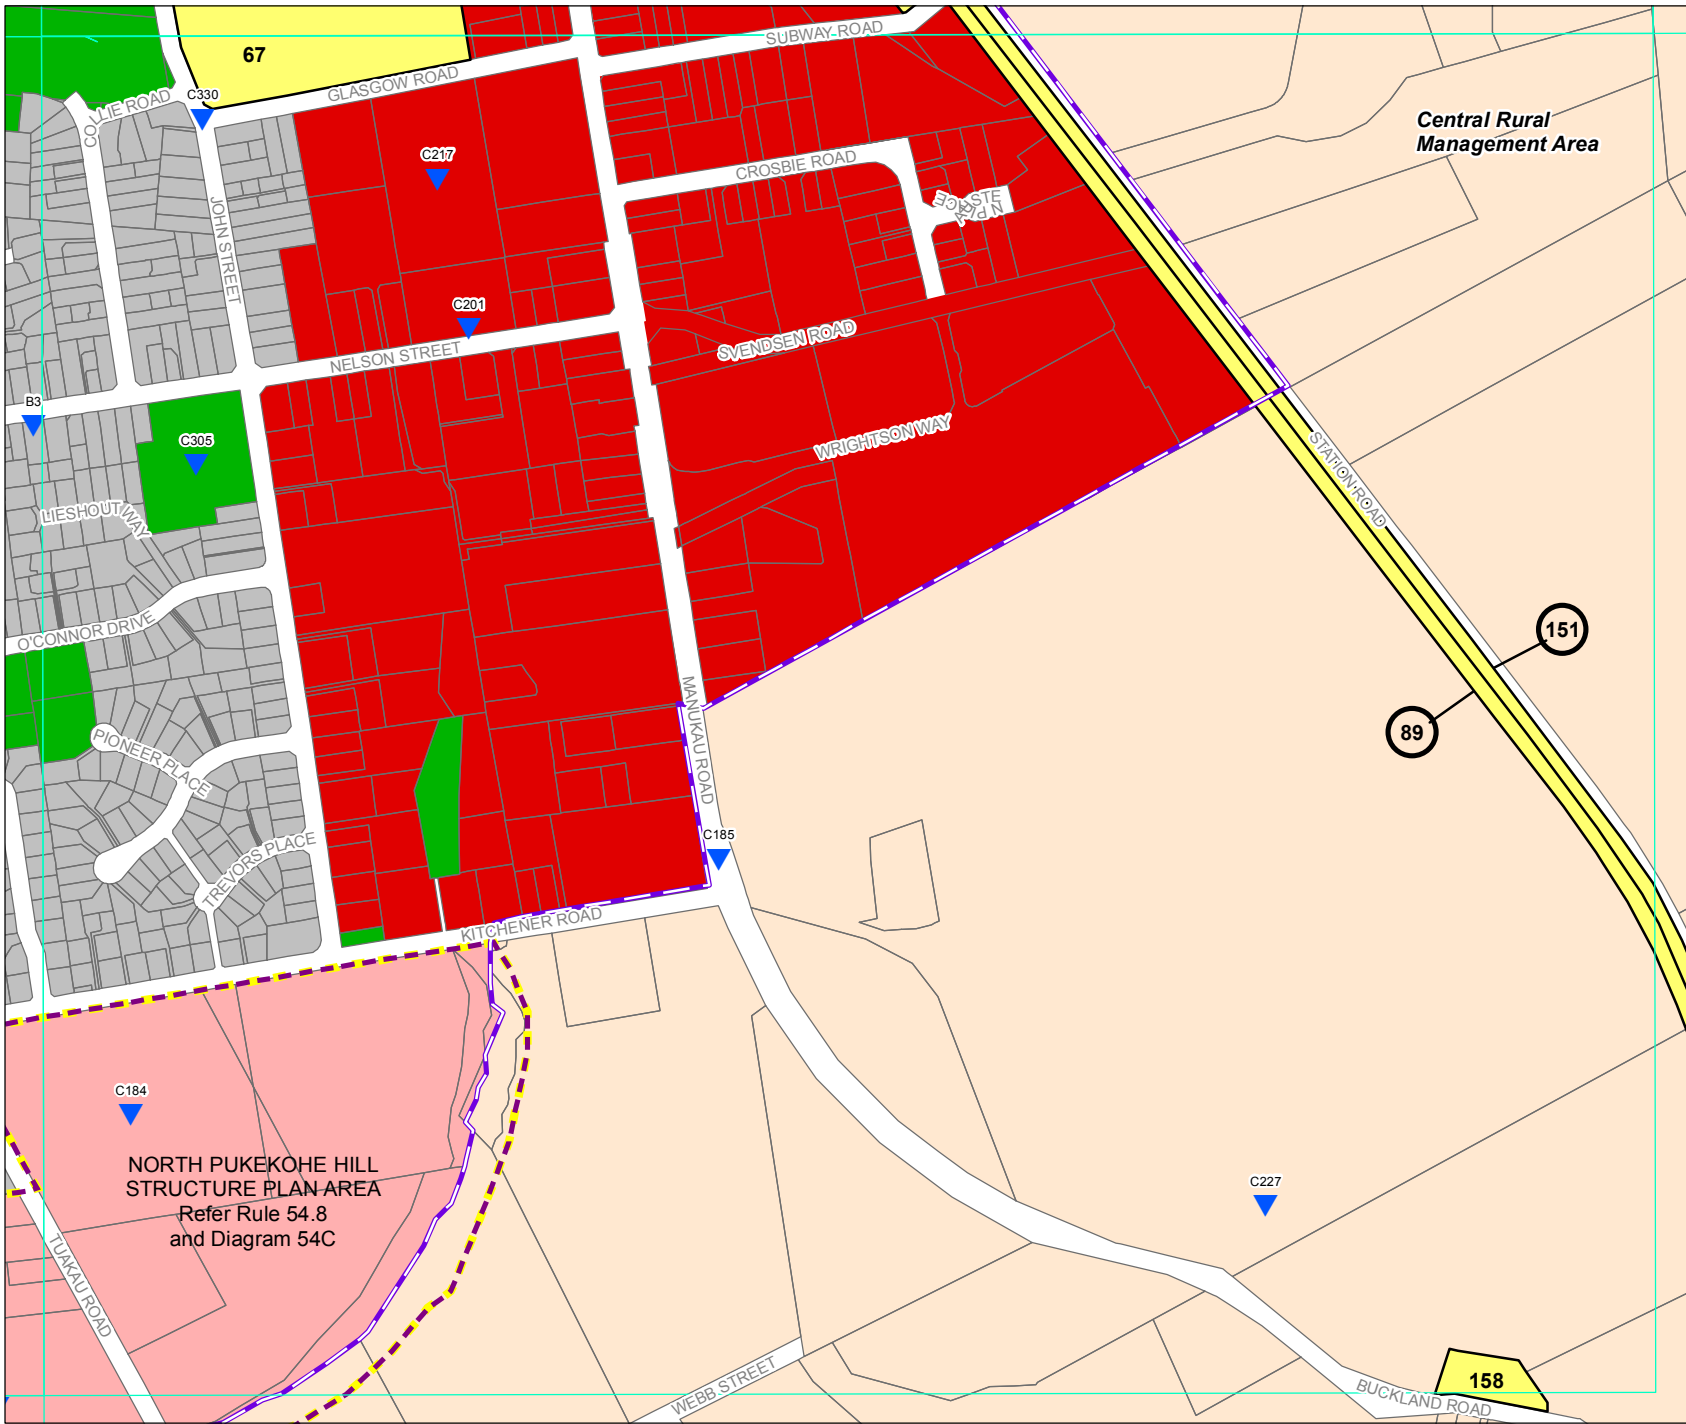 67
SUBWAY ROAD
GLASGOW ROAD
COLLIE ROAD
C330
Central Rural
Management Area
C217
CROSBIE ROAD
JOHN STREET
C201
SVENDSEN ROAD
NELSON STREET
B3
C305
WRIGHTSON WAY
STATION ROAD
LIESHOUT WAY
O'CONNOR DRIVE
151
MANUKAU ROAD
89
PIONEER PLACE
TREVORS PLACE
C185
KITCHENER ROAD
C184
NORTH PUKEKOHE HILL
STRUCTURE PLAN AREA
Refer Rule 54.8
and Diagram 54C
C227
TUAKAU ROAD
WEBB STREET
158
BUCKLAND ROAD